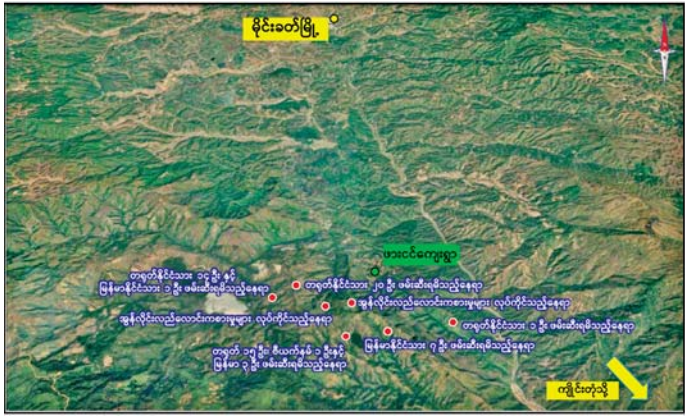 မိုင်းခတ်မြို့
ဖားငင်ကျေးရွာ
တရုတ်နိုင်ငံသား ၁၄ ဦး နှင့်
မြန်မာနိုင်ငံသား ၁ ဦး ဖမ်းဆီးရမိသည့်နေရာ
တရုတ်နိုင်ငံသား ၂၀ ဦး ဖမ်းဆီးရမိသည့်နေရာ
အွန်လိုင်းလည်လောင်းကစားမှုများ လုပ်ကိုင်သည့်နေရာ
အွန်လိုင်းလည်လောင်းကစားမှုများ လုပ်ကိုင်သည့်နေရာ
တရုတ်နိုင်ငံသား ၁ ဦး ဖမ်းဆီးရမိသည့်နေရာ
တရုတ် ၁၅ ဦး၊ ဗီယက်နမ် ၁ ဦးနှင့်
မြန်မာ ၃ ဦး ဖမ်းဆီးရမိသည့်နေရာ
မြန်မာနိုင်ငံသား ၇ ဦး ဖမ်းဆီးရမိသည့်နေရာ
ကျိုင်းတုံသို့